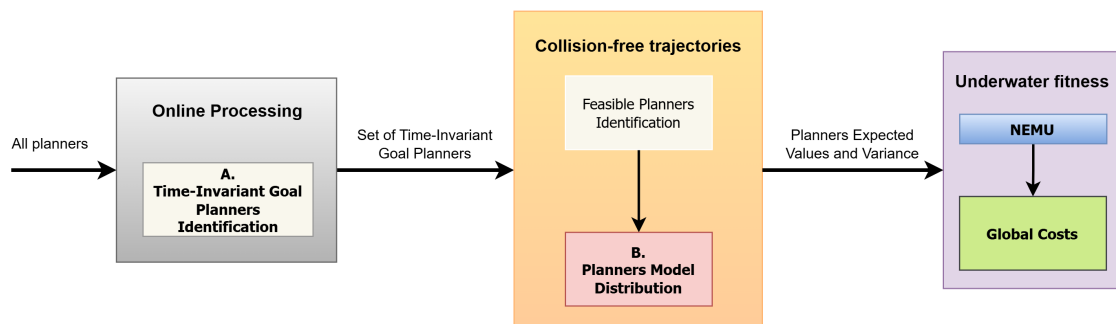 All planners
Online Processing
A.
Time-Invariant Goal
Planners
Identification
Set of Time-Invariant
Goal Planners
Collision-free trajectories
Feasible Planners
Identification
B.
Planners Model
Distribution
Planners Expected
Values and Variance
Underwater fitness
NEMU
Global Costs